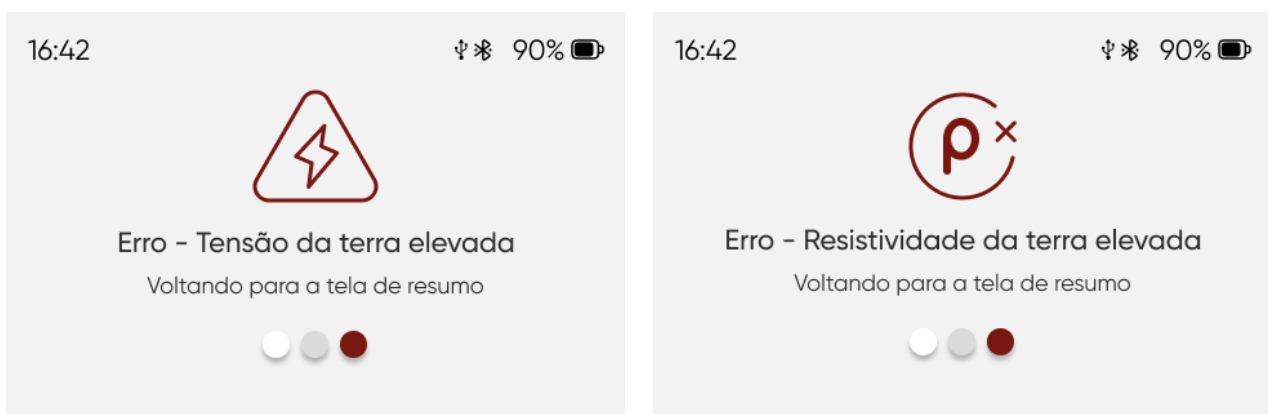 16:42
90%
Erro - Tensão da terra elevada
Voltando para a tela de resumo
16:42
90%
ρ
Erro - Resistividade da terra elevada
Voltando para a tela de resumo